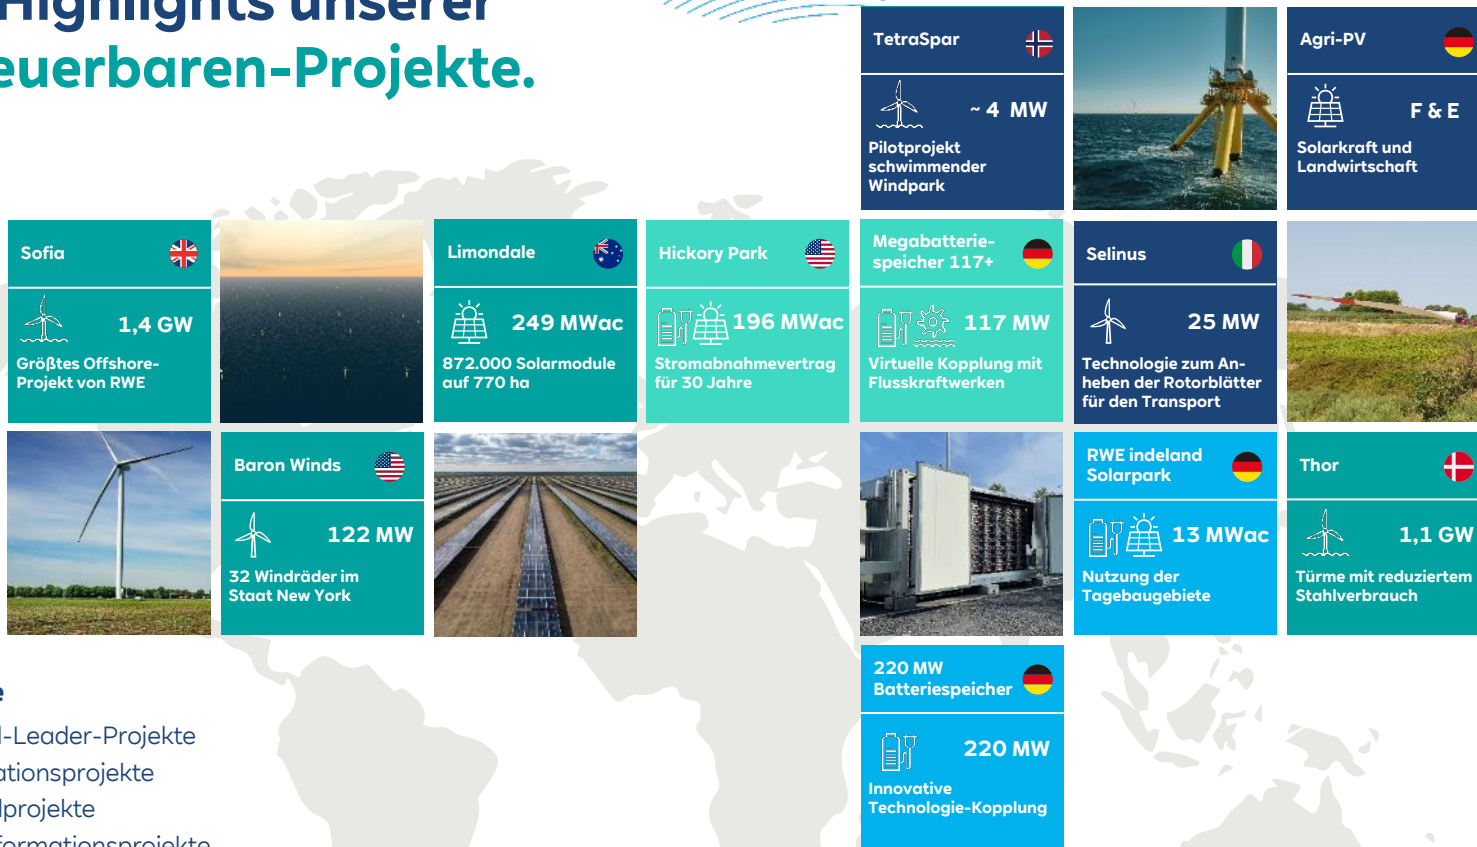 Highlights unserer
euerbaren-Projekte.
TetraSpar
~ 4 MW
Pilotprojekt
schwimmender
Windpark
Agri-PV
F & E
Solarkraft und
Landwirtschaft
Sofia
1,4 GW
Größtes Offshore-
Projekt von RWE
Limondale
249 MWac
872.000 Solarmodule
auf 770 ha
Hickory Park
196 MWac
Stromabnahmevertrag
für 30 Jahre
Megabatterie-
speicher 117+
117 MW
Virtuelle Kopplung mit
Flusskraftwerken
Selinus
25 MW
Technologie zum An-
heben der Rotorblätter
für den Transport
Baron Winds
122 MW
32 Windräder im
Staat New York
RWE indeland
Solarpark
13 MWac
Nutzung der
Tagebaugebiete
Thor
1,1 GW
Türme mit reduziertem
Stahlverbrauch
220 MW
Batteriespeicher
220 MW
Innovative
Technologie-Kopplung
e
l-Leader-Projekte
ationsprojekte
lprojekte
formationsprojekte